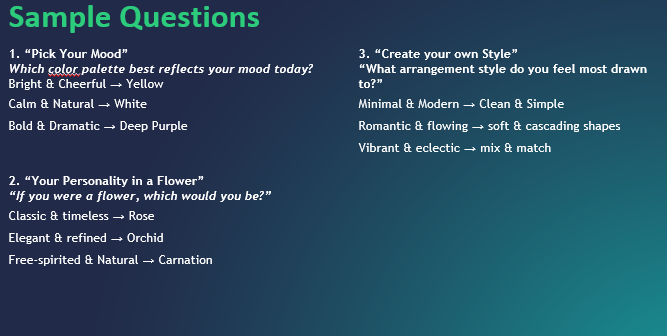 Sample Questions
1. “Pick Your Mood”
Which color palette best reflects your mood today?
Bright & Cheerful → Yellow
Calm & Natural → White
Bold & Dramatic → Deep Purple
2. “Your Personality in a Flower”
“If you were a flower, which would you be?”
Classic & timeless → Rose
Elegant & refined → Orchid
Free-spirited & Natural → Carnation
3. “Create your own Style”
“What arrangement style do you feel most drawn
to?”
Minimal & Modern → Clean & Simple
Romantic & flowing → soft & cascading shapes
Vibrant & eclectic → mix & match